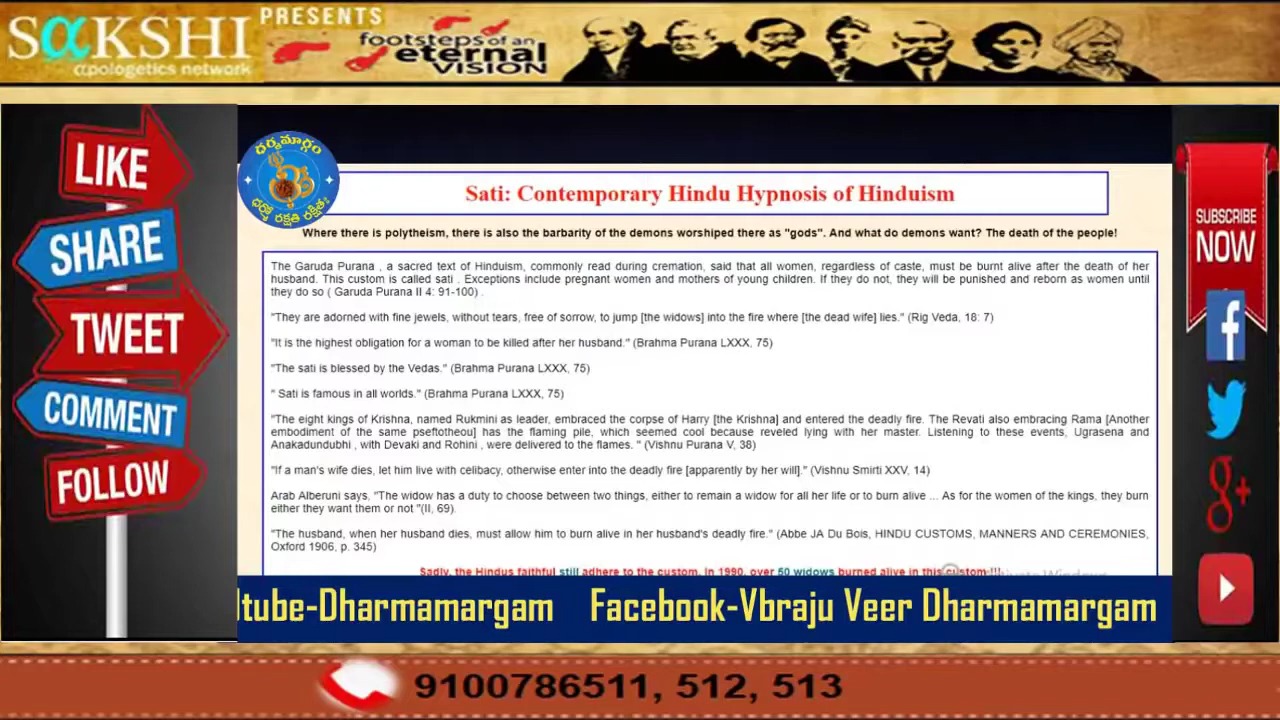 SαKSHI
αpologetics network
PRESENTS
footsteps of an
eternal
VISION
LIKE
SHARE
TWEET
COMMENT
FOLLOW
ధర్మమార్గం
ధర్మో రక్షతి రక్షితః
Sati: Contemporary Hindu Hypnosis of Hinduism
Where there is polytheism, there is also the barbarity of the demons worshiped there as "gods". And what do demons want? The death of the people!
The Garuda Purana , a sacred text of Hinduism, commonly read during cremation, said that all women, regardless of caste, must be burnt alive after the death of her
husband. This custom is called sati . Exceptions include pregnant women and mothers of young children. If they do not, they will be punished and reborn as women until
they do so ( Garuda Purana II 4: 91-100) .
"They are adorned with fine jewels, without tears, free of sorrow, to jump [the widows] into the fire where [the dead wife] lies." (Rig Veda, 18: 7)
"It is the highest obligation for a woman to be killed after her husband." (Brahma Purana LXXX, 75)
"The sati is blessed by the Vedas." (Brahma Purana LXXX, 75)
" Sati is famous in all worlds." (Brahma Purana LXXX, 75)
"The eight kings of Krishna, named Rukmini as leader, embraced the corpse of Harry [the Krishna] and entered the deadly fire. The Revati also embracing Rama [Another
embodiment of the same pseftotheou] has the flaming pile, which seemed cool because reveled lying with her master. Listening to these events, Ugrasena and
Anakadundubhi , with Devaki and Rohini , were delivered to the flames. " (Vishnu Purana V, 38)
"If a man's wife dies, let him live with celibacy, otherwise enter into the deadly fire [apparently by her will]." (Vishnu Smirti XXV, 14)
Arab Alberuni says, "The widow has a duty to choose between two things, either to remain a widow for all her life or to burn alive ... As for the women of the kings, they burn
either they want them or not "(II, 69).
"The husband, when her husband dies, must allow him to burn alive in her husband's deadly fire." (Abbe JA Du Bois, HINDU CUSTOMS, MANNERS AND CEREMONIES,
Oxford 1906, p. 345)
Sadly, the Hindus faithful still adhere to the custom. In 1990, over 50 widows burned alive in this custom !!!
SUBSCRIBE
NOW
f
g+
tube-Dharmamargam Facebook-Vbraju Veer Dharmamargam
9100786511, 512, 513